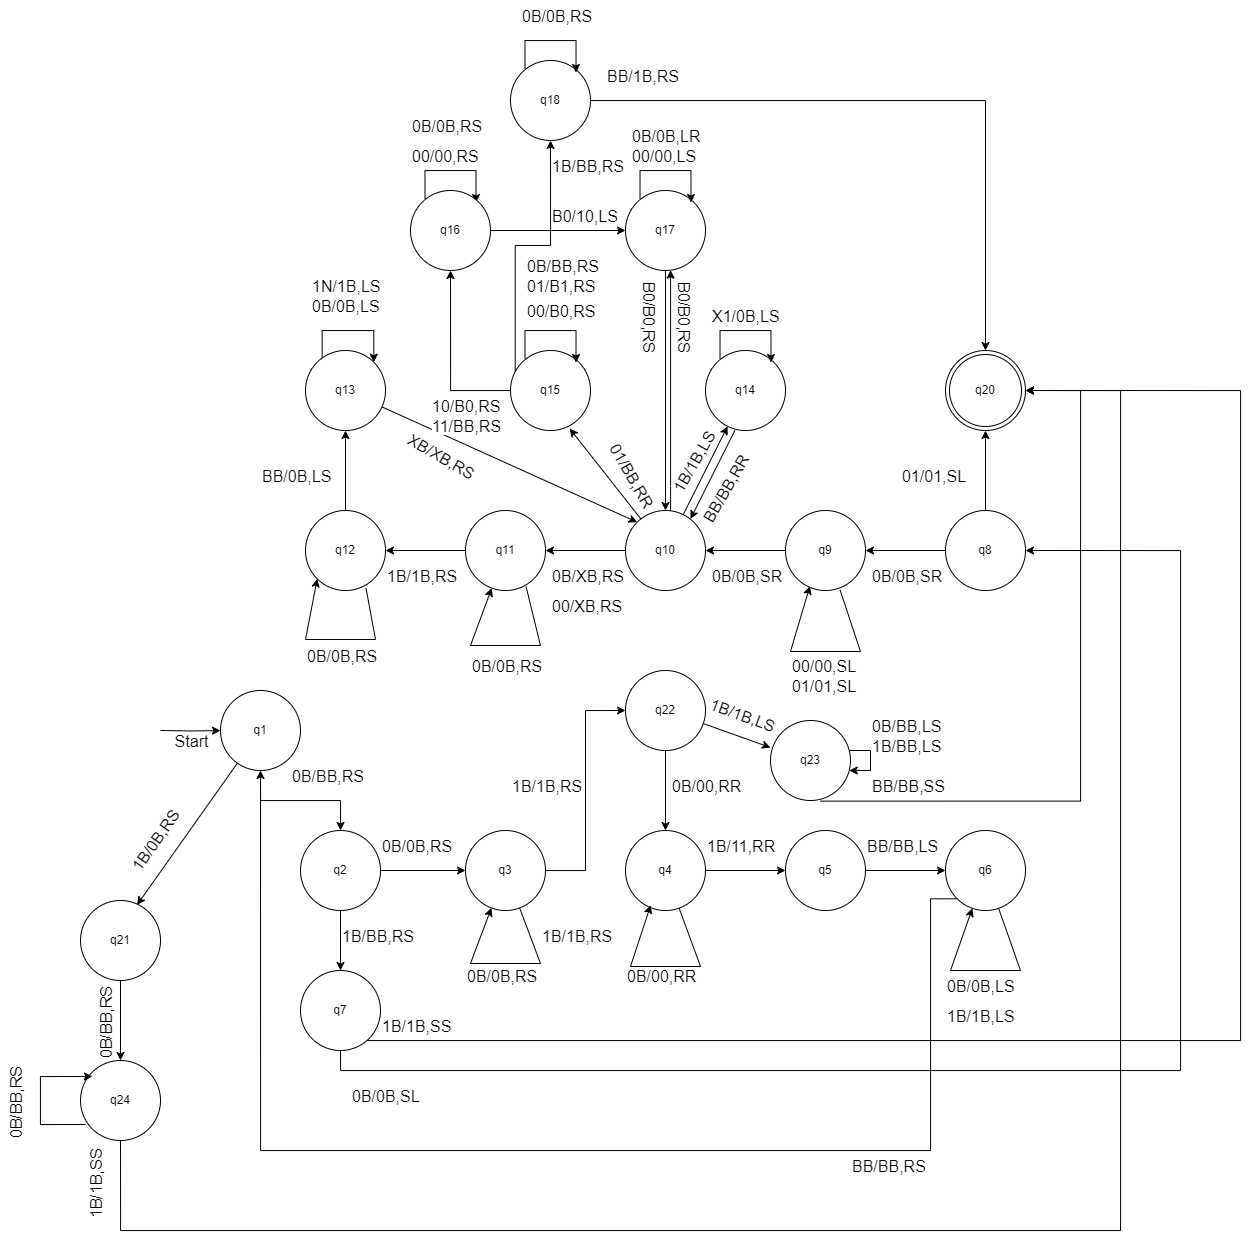 0B/0B,RS
q18
BB/1B,RS
0B/0B,RS
00/00,RS
1B/BB,RS
0B/0B,LR
00/00,LS
q16
B0/10,LS
q17
1N/1B,LS
0B/0B,LS
0B/BB,RS
01/B1,RS
00/B0,RS
B0/B0,RS
B0/B0,RS
X1/0B,LS
q13
q15
q14
q20
10/B0,RS
11/BB,RS
XB/XB,RS
01/BB,RR
1B/1B,LS
BB/BB,RR
BB/0B,LS
01/01,SL
q12
q11
q10
q9
q8
1B/1B,RS
0B/XB,RS
00/XB,RS
0B/0B,SR
0B/0B,SR
0B/0B,RS
0B/0B,RS
00/00,SL
01/01,SL
Start
q1
q22
1B/1B,LS
q23
0B/BB,LS
1B/BB,LS
BB/BB,SS
0B/BB,RS
1B/1B,RS
0B/00,RR
1B/0B,RS
q2
0B/0B,RS
q3
q4
1B/11,RR
q5
BB/BB,LS
q6
q21
1B/BB,RS
1B/1B,RS
0B/0B,RS
0B/00,RR
0B/0B,LS
1B/1B,LS
q7
1B/1B,SS
0B/BB,RS
0B/BB,RS
q24
0B/0B,SL
1B/1B,SS
BB/BB,RS